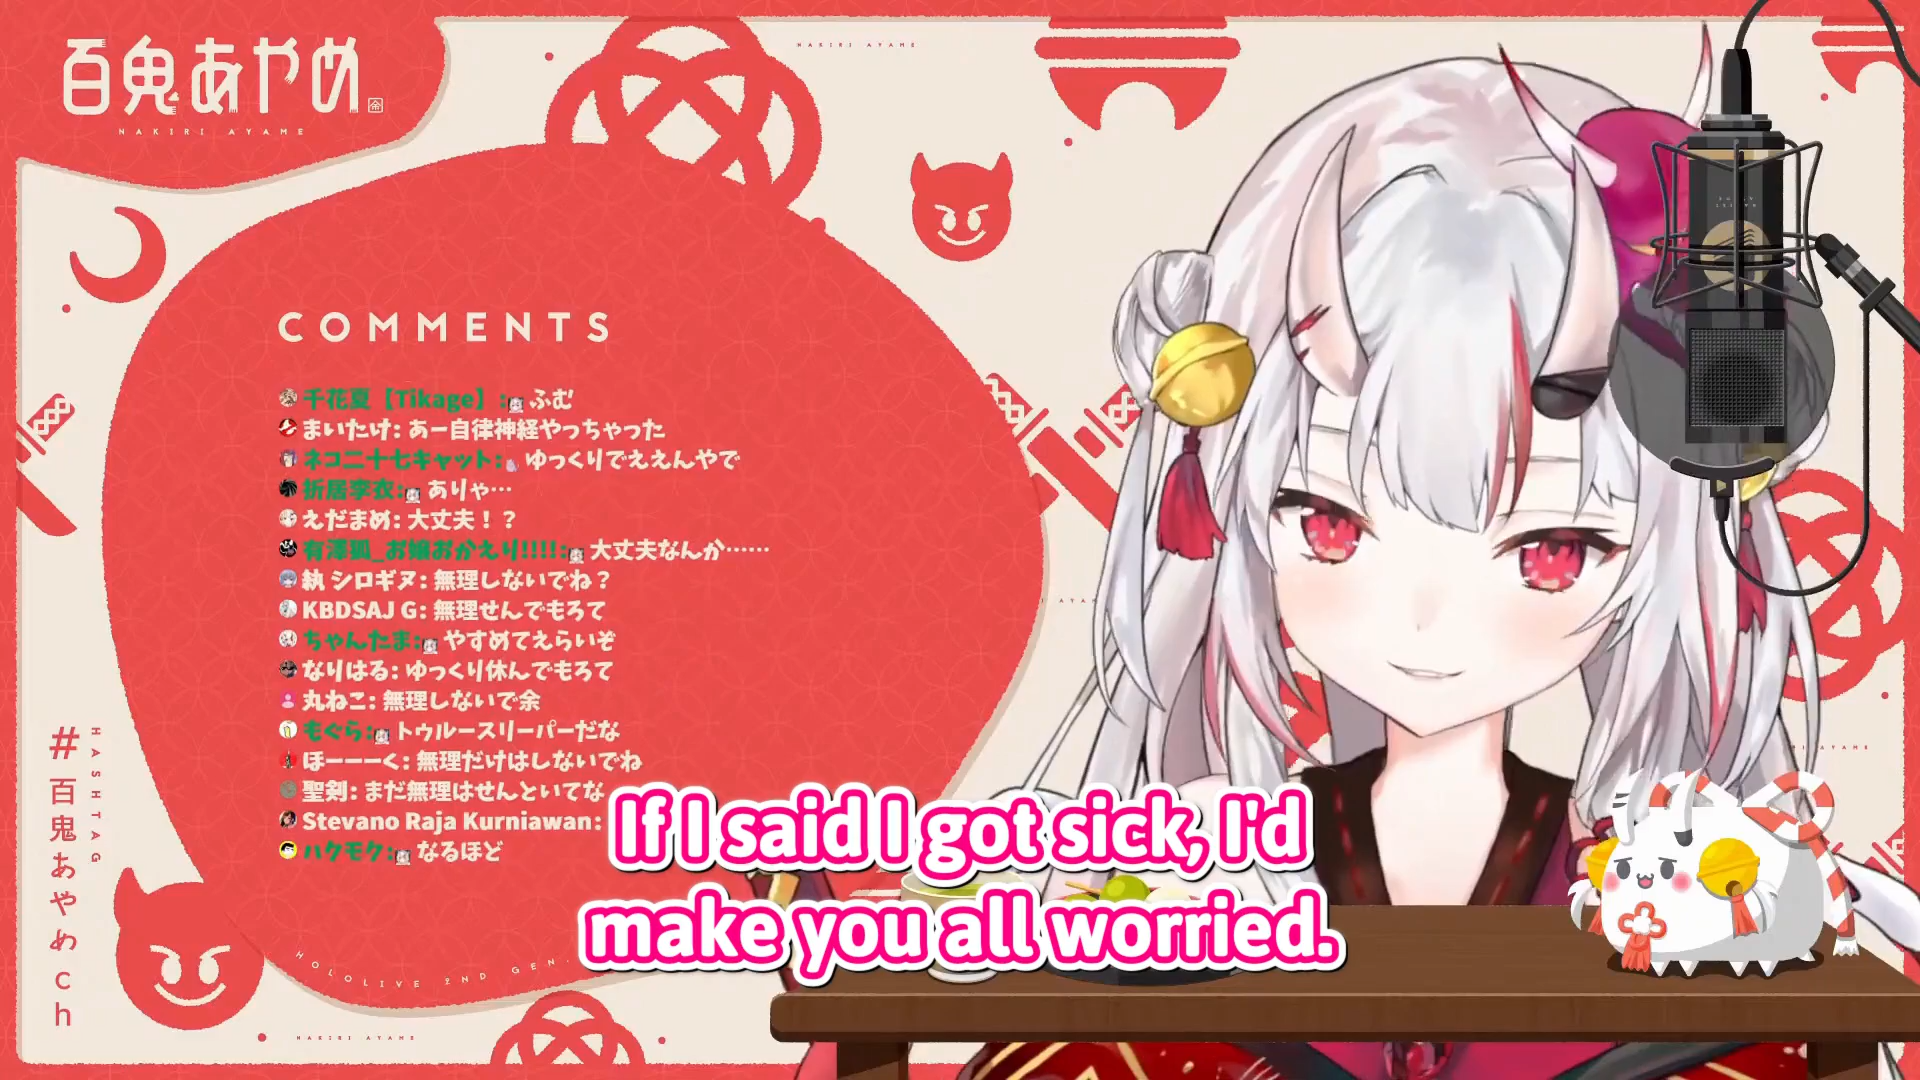 百鬼あやめ
NAKIRI AYAME
NAKIRI AYAME
COMMENTS
千花夏【Tikage】: ふむ
まいたけ: あー自律神経やっちゃった
ネコ二十七キャット: ゆっくりでええんやで
折居李衣: ありゃ…
えだまめ: 大丈夫！？
有澤狐_お嬢おかえり!!!!: 大丈夫なんか……
紈 シロギヌ: 無理しないでね？
KBDSAJ G: 無理せんでもろて
ちゃんたま: やすめてえらいぞ
なりはる: ゆっくり休んでもろて
丸ねこ: 無理しないで余
もぐら: トゥルースリーパーだな
ほーーーく: 無理だけはしないでね
聖剣: まだ無理はせんといてな
Stevano Raja Kurniawan:
ハクモク: なるほど
#百鬼あやめch
HASHTAG
If I said I got sick, I'd
make you all worried.
HOLOLIVE 2ND GEN.
NAKIRI AYAME